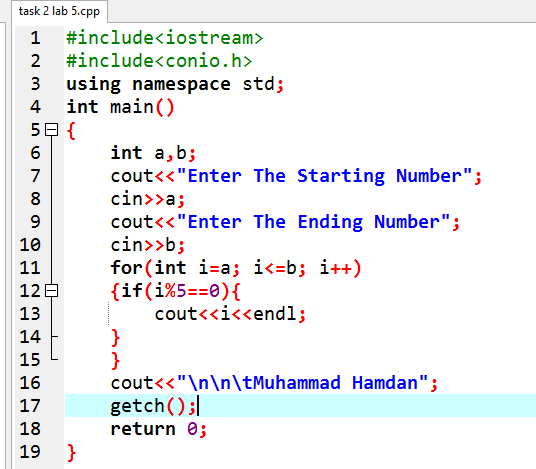 task 2 lab 5.cpp
1 #include<iostream>
2 #include<conio.h>
3 using namespace std;
4 int main()
5 {
6 int a,b;
7 cout<<"Enter The Starting Number";
8 cin>>a;
9 cout<<"Enter The Ending Number";
10 cin>>b;
11 for(int i=a; i<=b; i++)
12 {if(i%5==0){
13 cout<<i<<endl;
14 }
15 }
16 cout<<"\n\n\tMuhammad Hamdan";
17 getch();
18 return 0;
19 }